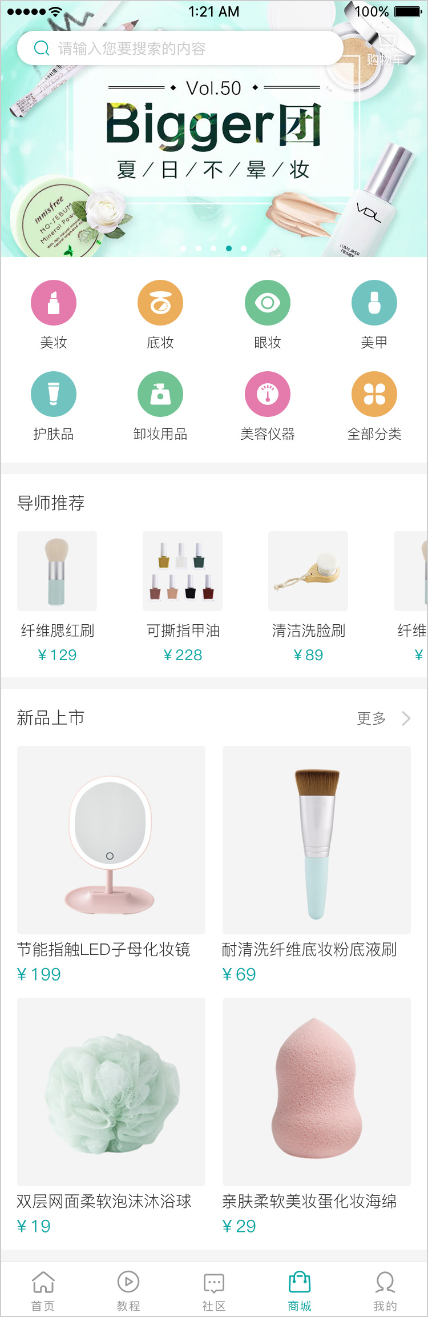 1:21 AM 100%
请输入您要搜索的内容
购物车
Vol.50
Bigger团
夏/日/不/晕/妆
innisfree
NO-SEBUM
Mineral Powder
VDL
美妆 底妆 眼妆 美甲
护肤品 卸妆用品 美容仪器 全部分类
导师推荐
纤维腮红刷 可撕指甲油 清洁洗脸刷 纤维
¥129 ¥228 ¥89 ¥
新品上市 更多
节能指触LED子母化妆镜 耐清洗纤维底妆粉底液刷
¥199 ¥69
双层网面柔软泡沫沐浴球 亲肤柔软美妆蛋化妆海绵
¥19 ¥29
首页 教程 社区 商城 我的